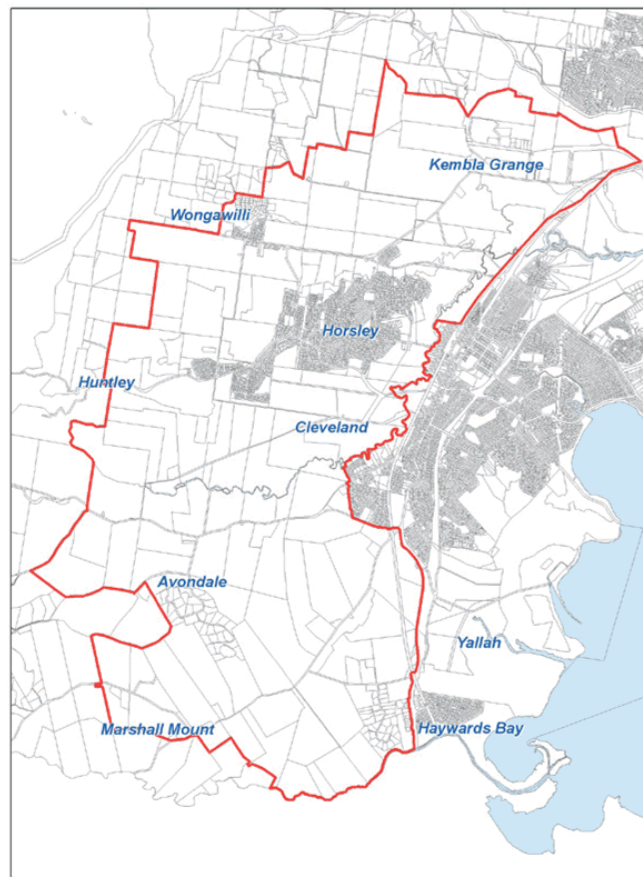 Kembla Grange
Wongawilli
Horsley
Huntley
Cleveland
Avondale
Yallah
Marshall Mount
Haywards Bay